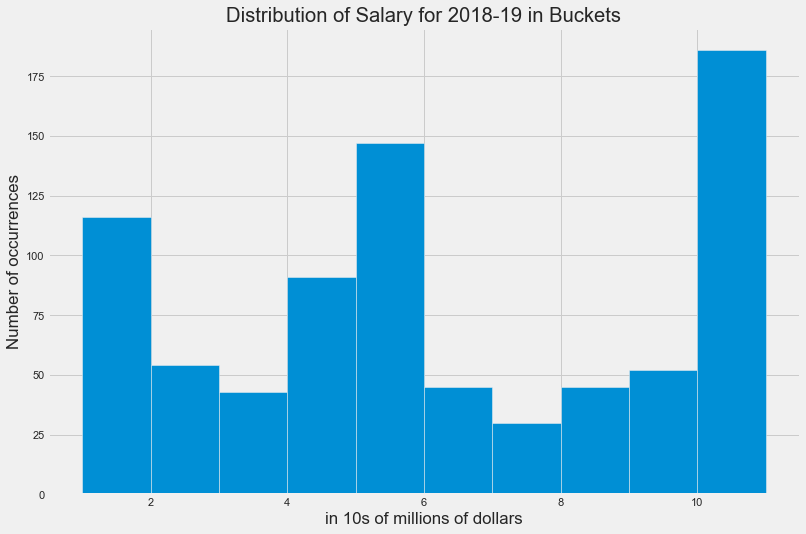 Distribution of Salary for 2018-19 in Buckets
Number of occurrences
175
150
125
100
75
50
25
0
2 4 6 8 10
in 10s of millions of dollars